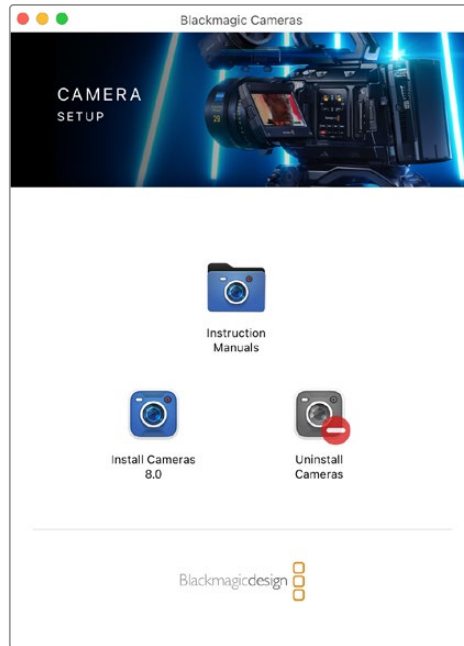 Blackmagic Cameras
CAMERA
SETUP
Instruction
Manuals
Install Cameras
8.0
Uninstall
Cameras
Blackmagicdesign